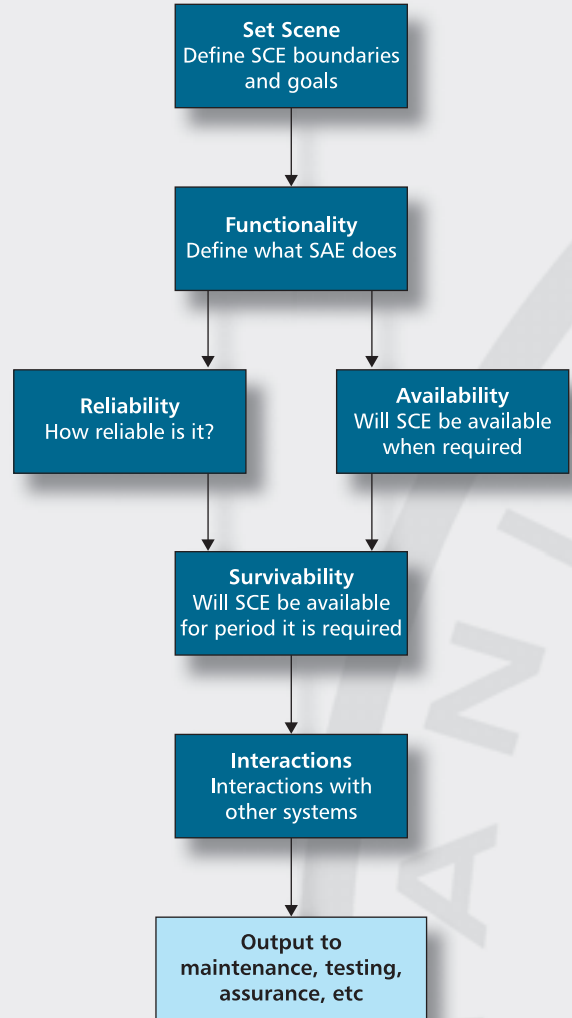 Set Scene
Define SCE boundaries
and goals
Functionality
Define what SAE does
Reliability
How reliable is it?
Availability
Will SCE be available
when required
Survivability
Will SCE be available
for period it is required
Interactions
Interactions with
other systems
Output to
maintenance, testing,
assurance, etc
A N I